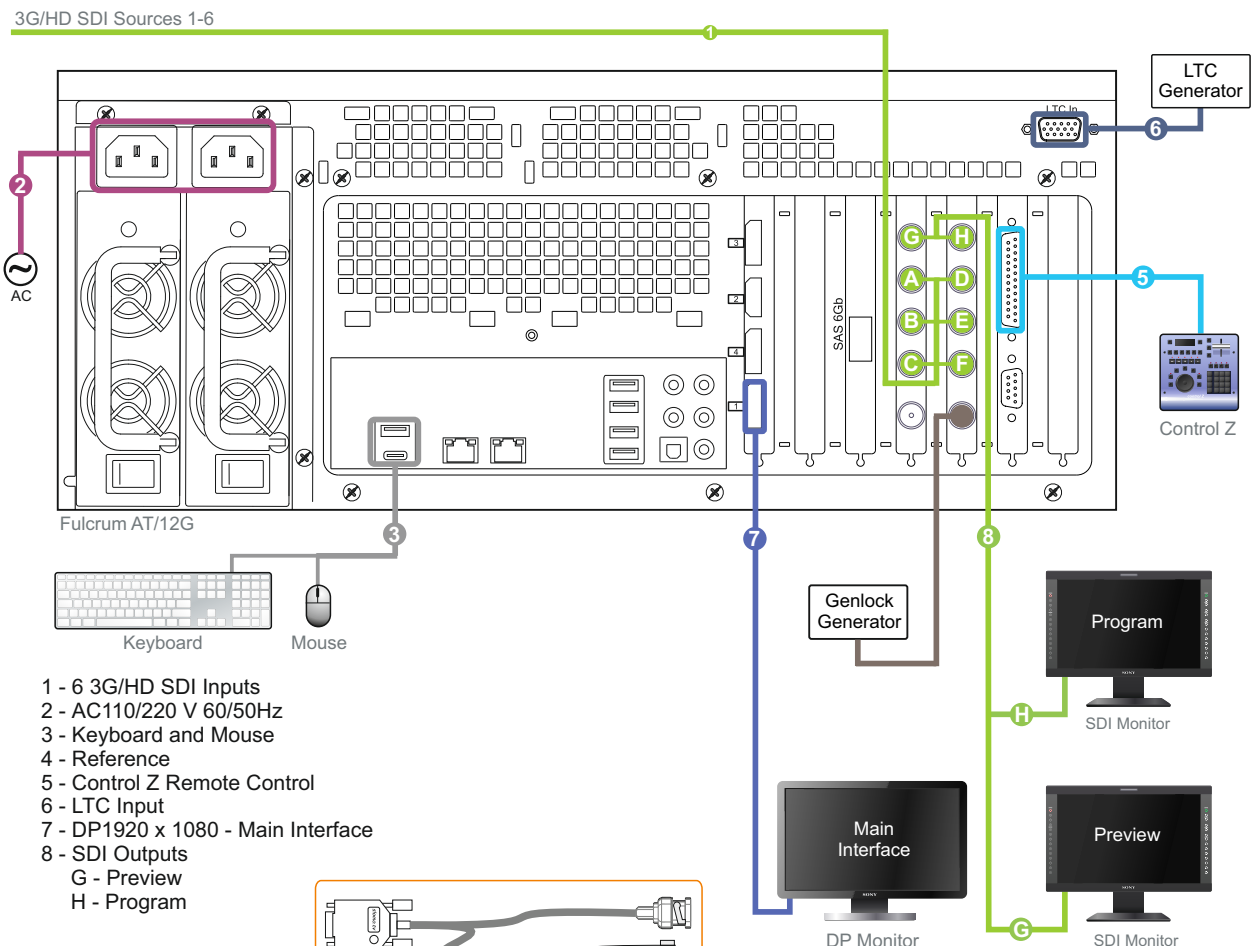 3G/HD SDI Sources 1-6
1
LTC
Generator
LTC In
6
2
AC
3
2
4
1
SAS 6Gb
G
H
A
D
B
E
C
F
5
Control Z
Fulcrum AT/12G
3
7
8
Keyboard
Mouse
Genlock
Generator
Program
SONY
H
SDI Monitor
1 - 6 3G/HD SDI Inputs
2 - AC110/220 V 60/50Hz
3 - Keyboard and Mouse
4 - Reference
5 - Control Z Remote Control
6 - LTC Input
7 - DP1920 x 1080 - Main Interface
8 - SDI Outputs
G - Preview
H - Program
Main
Interface
SONY
DP Monitor
Preview
SONY
G
SDI Monitor